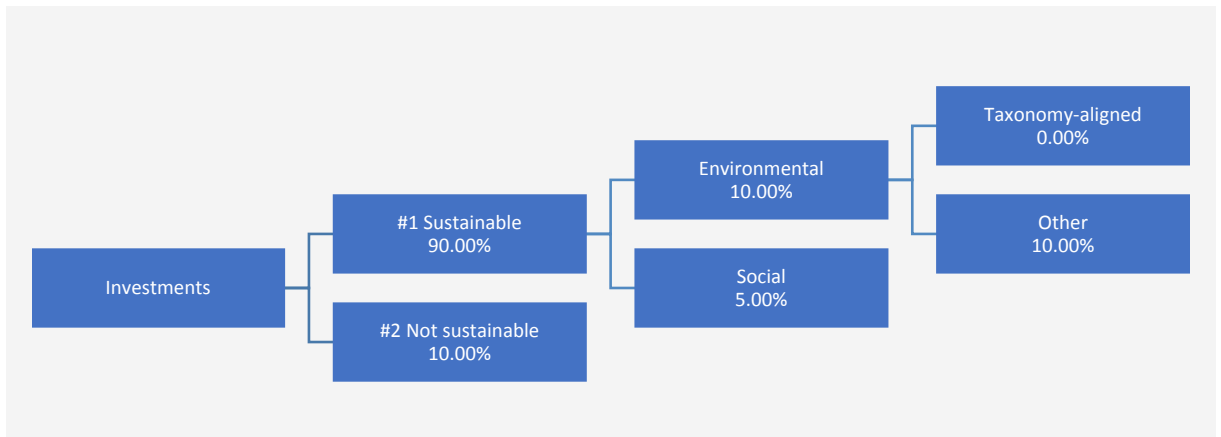 Investments
#1 Sustainable
90.00%
#2 Not sustainable
10.00%
Environmental
10.00%
Social
5.00%
Taxonomy-aligned
0.00%
Other
10.00%